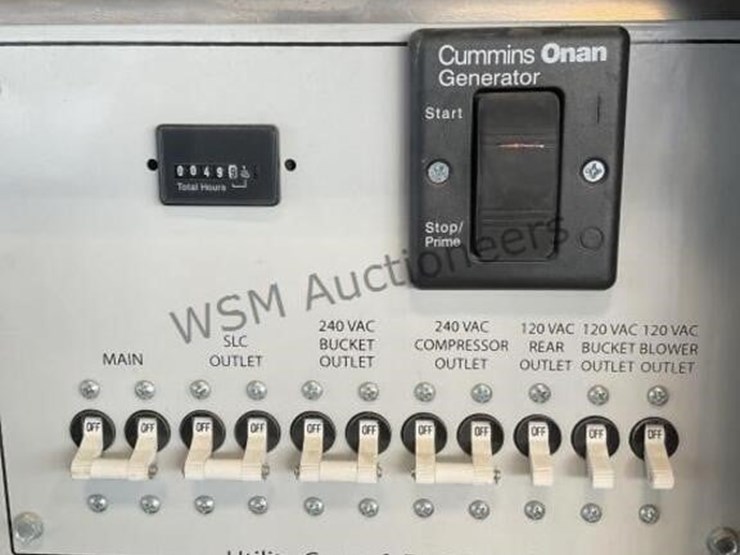 Cummins Onan
Generator
Start
Stop/
Prime
0049
Total Hours
WSM Auctioneers
MAIN
SLC
OUTLET
240 VAC
BUCKET
OUTLET
240 VAC
COMPRESSOR
OUTLET
120 VAC
REAR
OUTLET
120 VAC
BUCKET
OUTLET
120 VAC
BLOWER
OUTLET
OFF OFF OFF OFF OFF OFF OFF OFF OFF OFF OFF